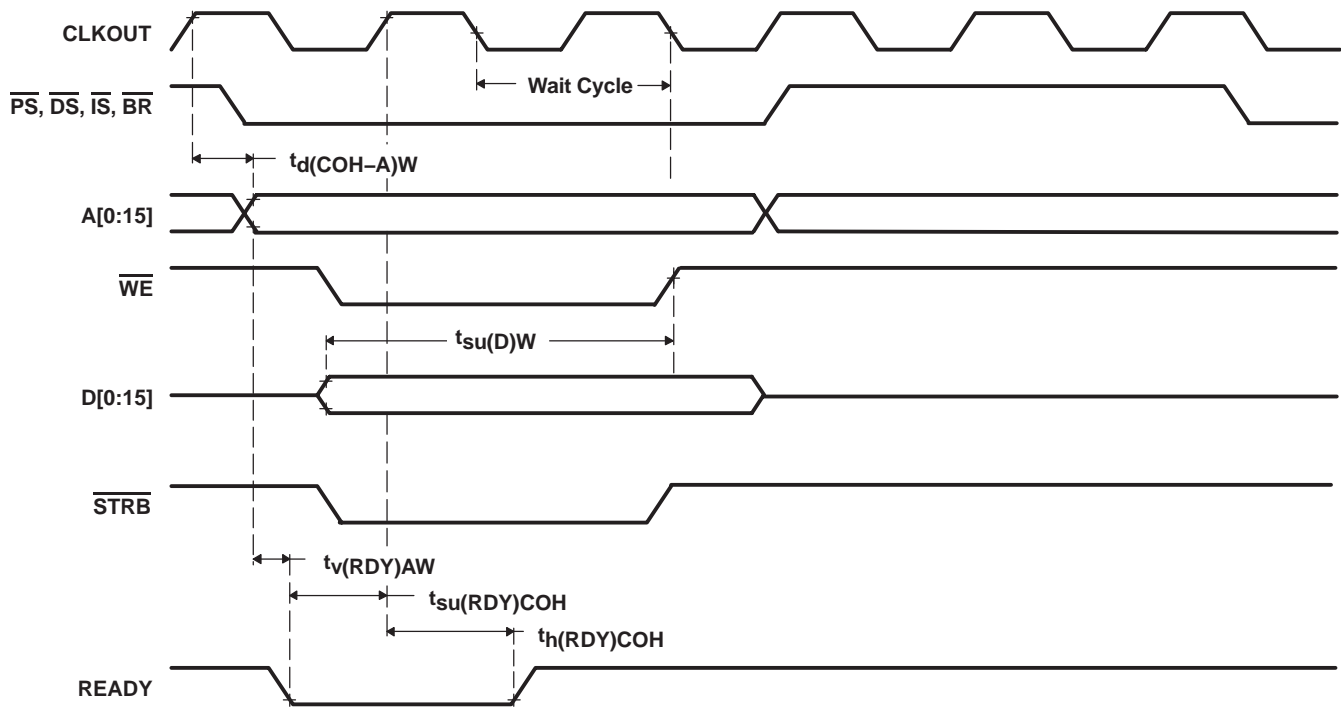 CLKOUT
Wait Cycle
PS, DS, IS, BR
td(COH–A)W
A[0:15]
WE
tsu(D)W
D[0:15]
STRB
tv(RDY)AW
tsu(RDY)COH
th(RDY)COH
READY